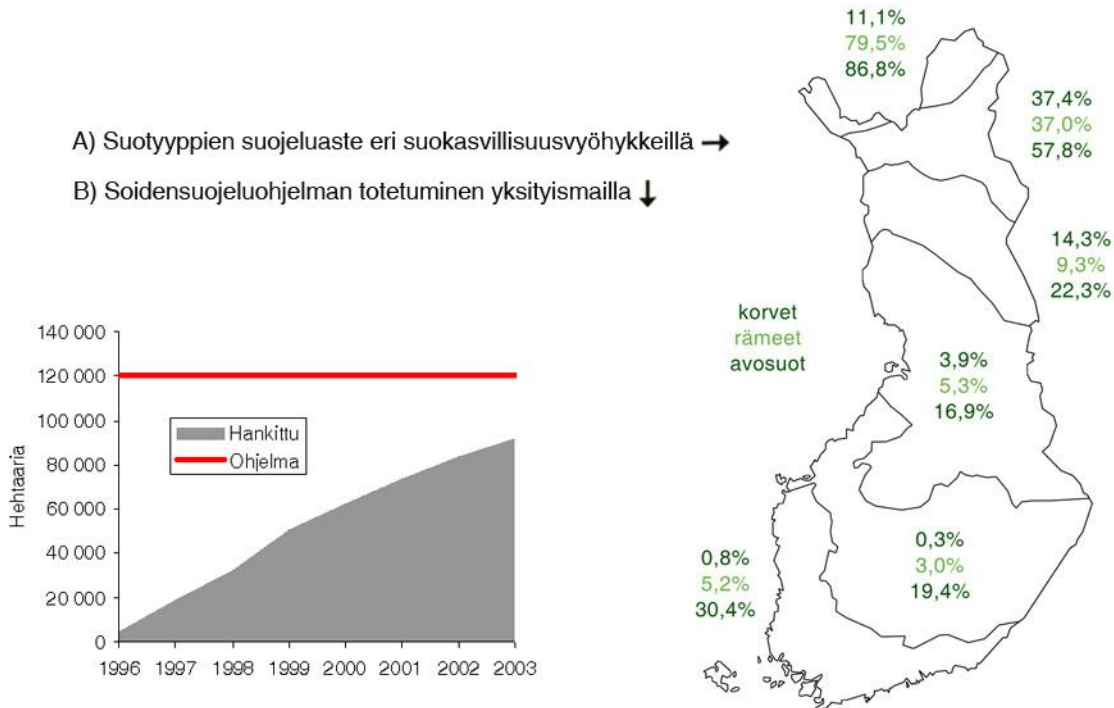 A) Suotyyppien suojeluaste eri suokasvillisuusvyöhykkeillä →
B) Soidensuojeluohjelman totetuminen yksityismailla ↓
Hehtaaria
140 000
120 000
100 000
80 000
60 000
40 000
20 000
0
1996 1997 1998 1999 2000 2001 2002 2003
Hankittu
Ohjelma
korvet
rämeet
avosuot
11,1%
79,5%
86,8%
37,4%
37,0%
57,8%
14,3%
9,3%
22,3%
3,9%
5,3%
16,9%
0,3%
3,0%
19,4%
0,8%
5,2%
30,4%